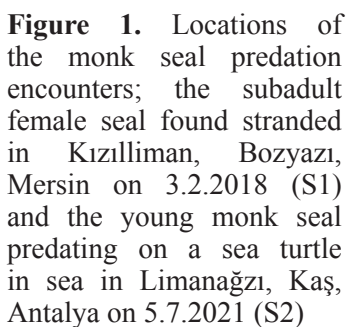 Figure 1. Locations of
the monk seal predation
encounters; the subadult
female seal found stranded
in Kızılliman, Bozyazı,
Mersin on 3.2.2018 (S1)
and the young monk seal
predating on a sea turtle
in sea in Limanağzı, Kaş,
Antalya on 5.7.2021 (S2)